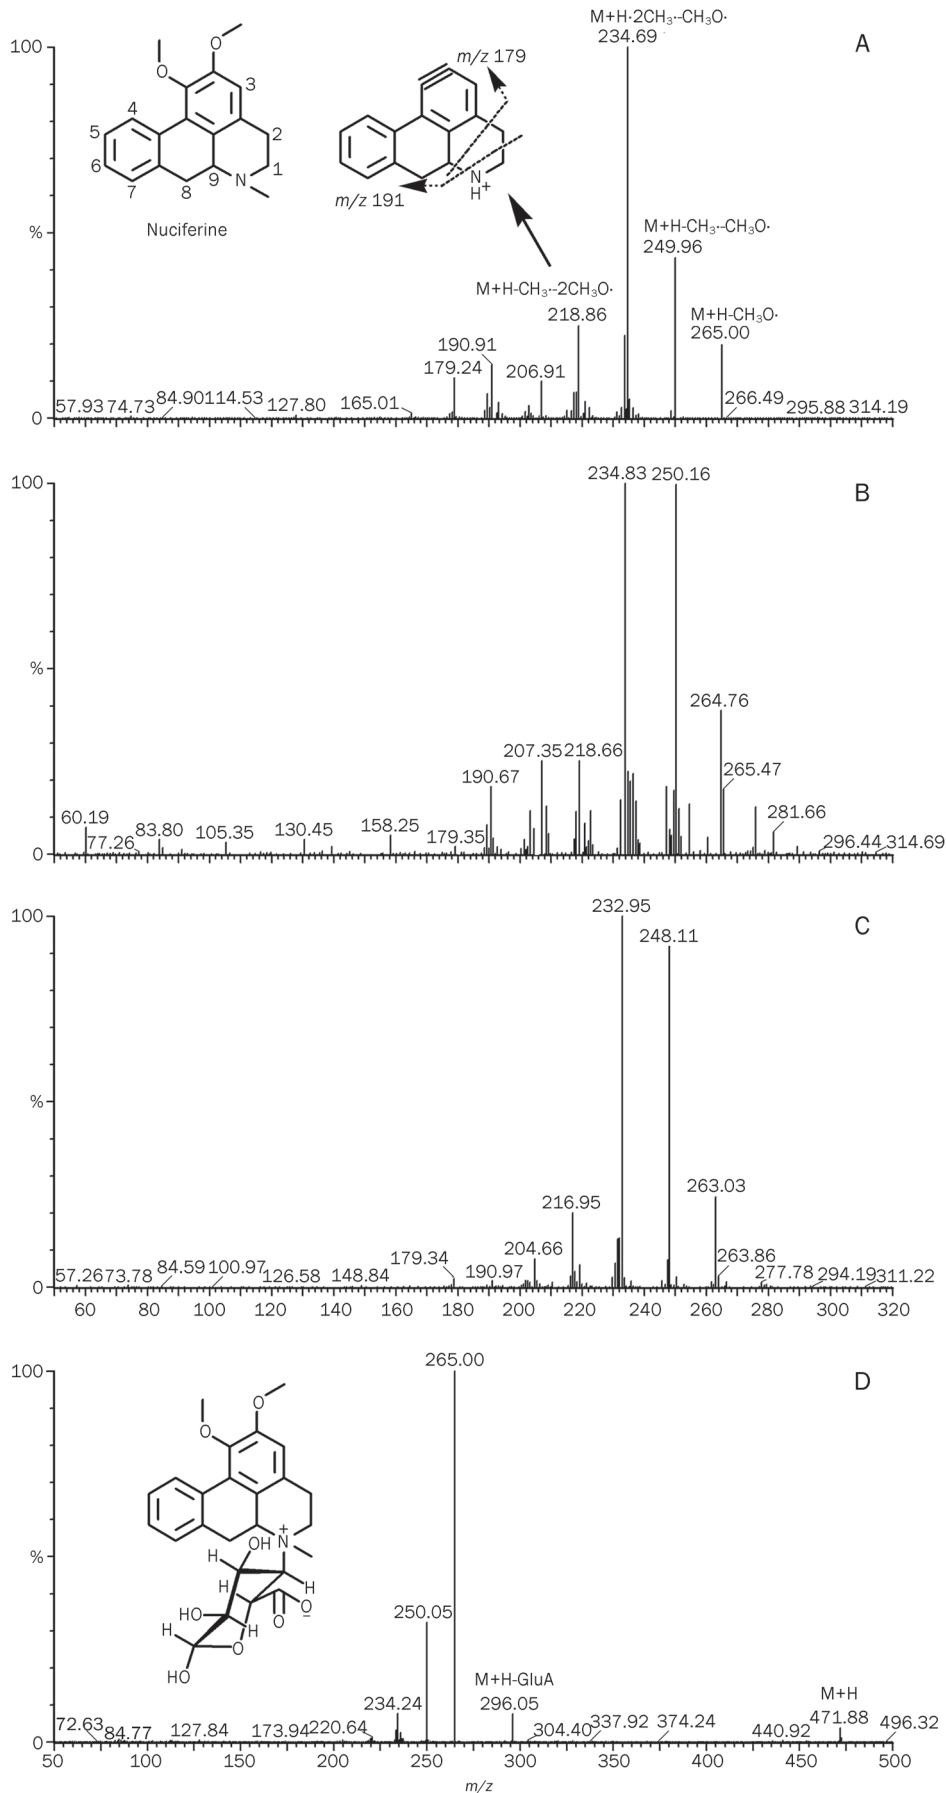 M+H·2CH₃·-CH₃O·
234.69
A
100
%
0
O
O
3
4
5
2
6
7
8
9
1
N
Nuciferine
m/z 179
m/z 191
N
H
+
M+H-CH₃·-CH₃O·
249.96
M+H-CH₃·-2CH₃O·
218.86
M+H-CH₃O·
265.00
190.91
179.24
206.91
57.93
74.73
84.90
114.53
127.80
165.01
266.49
295.88
314.19
B
100
%
0
234.83
250.16
264.76
265.47
207.35
218.66
190.67
60.19
77.26
83.80
105.35
130.45
158.25
179.35
281.66
296.44
314.69
C
100
%
0
232.95
248.11
263.03
216.95
204.66
179.34
190.97
57.26
73.78
84.59
100.97
126.58
148.84
263.86
277.78
294.19
311.22
60 80 100 120 140 160 180 200 220 240 260 280 300 320
D
100
%
0
265.00
O
O
+
N
OH
H
H
H
O
O
–
HO
H
H
O
HO
250.05
234.24
M+H-GluA
296.05
M+H
471.88
72.63
84.77
127.84
173.94
220.64
304.40
337.92
374.24
440.92
496.32
50 100 150 200 250 300 350 400 450 500
m/z